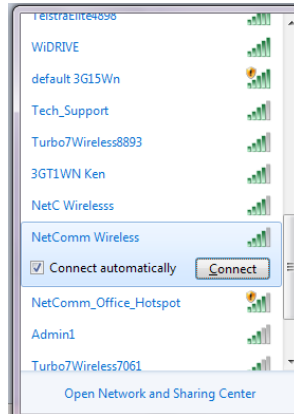 TelstraElite4898
WiDRIVE
default 3G15Wn
Tech_Support
Turbo7Wireless8893
3GT1WN Ken
NetC Wirelesss
NetComm Wireless
Connect automatically Connect
NetComm_Office_Hotspot
Admin1
Turbo7Wireless7061
Open Network and Sharing Center